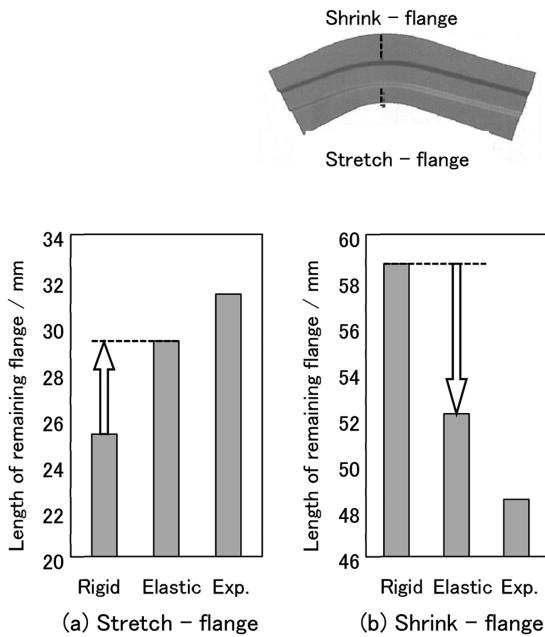 Shrink - flange
Stretch - flange
Length of remaining flange / mm
34
32
30
28
26
24
22
20
Rigid Elastic Exp.
(a) Stretch - flange
Length of remaining flange / mm
60
58
56
54
52
50
48
46
Rigid Elastic Exp.
(b) Shrink - flange